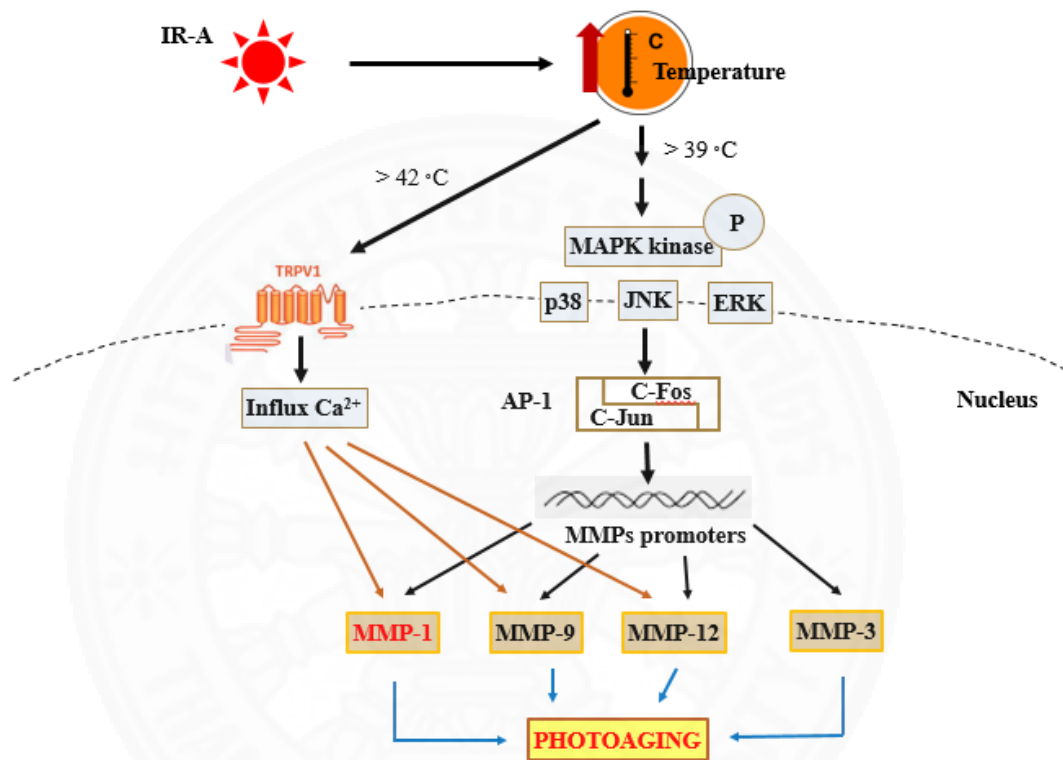 IR-A
C
Temperature
> 42 °C
> 39 °C
P
MAPK kinase
TRPV1
p38
JNK
ERK
AP-1
C-Fos
C-Jun
Nucleus
Influx Ca²⁺
MMPs promoters
MMP-1
MMP-9
MMP-12
MMP-3
PHOTOAGING